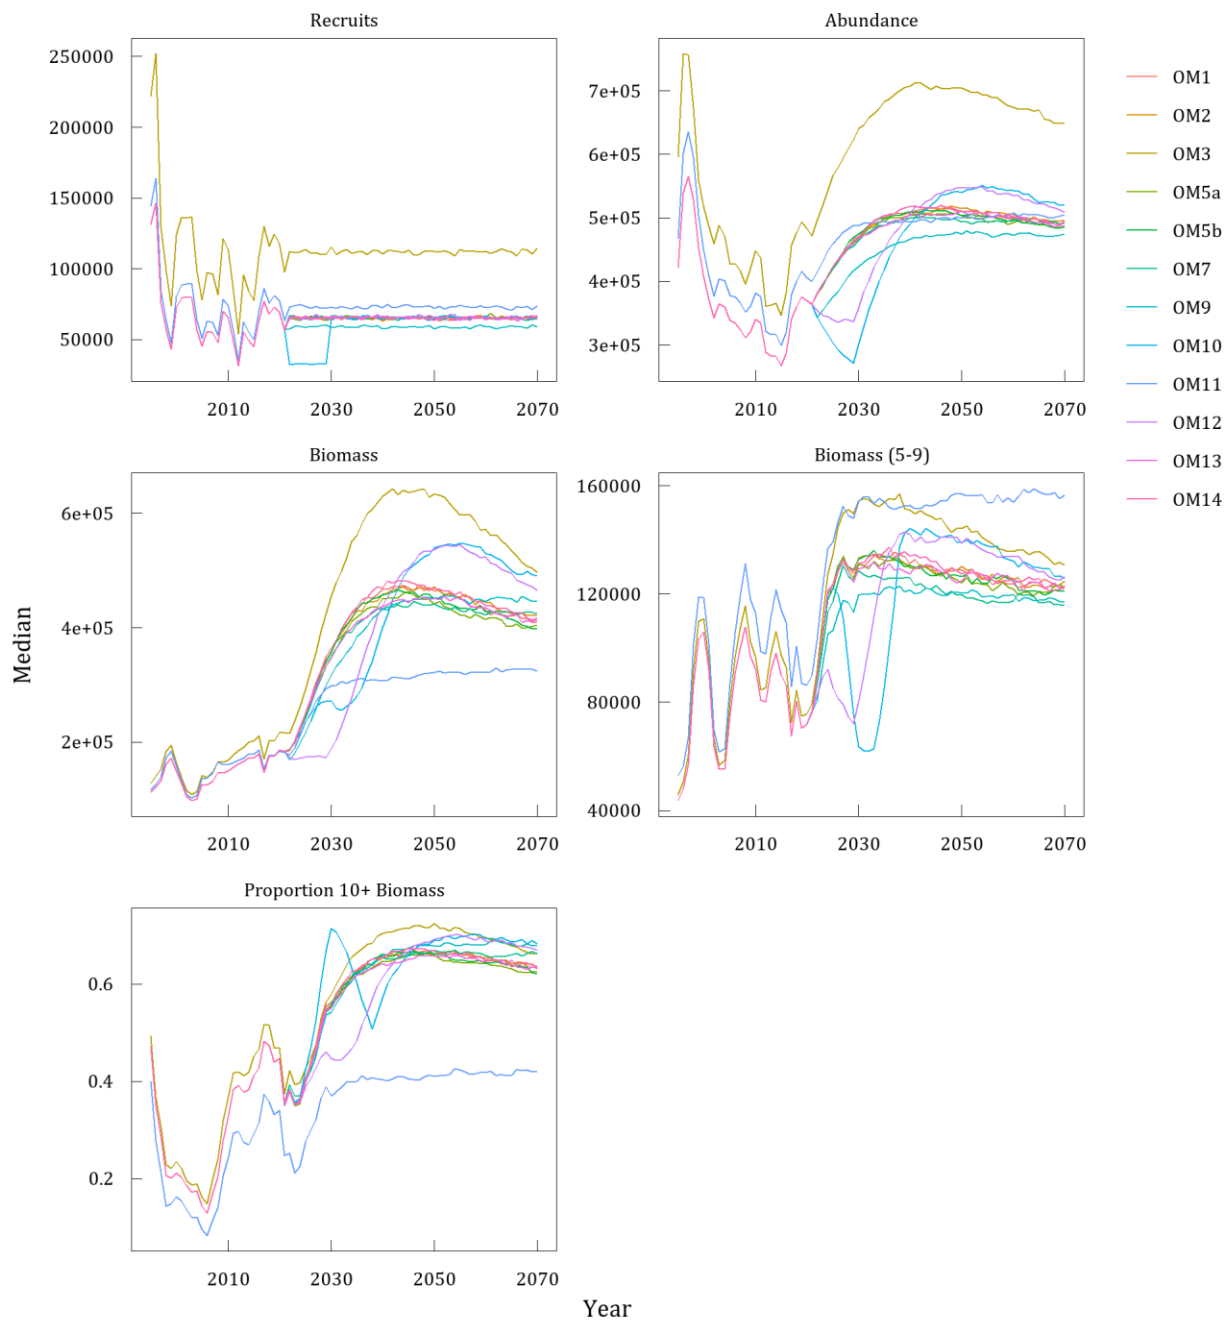 Recruits
250000
200000
150000
100000
50000
2010 2030 2050 2070
Abundance
7e+05
6e+05
5e+05
4e+05
3e+05
2010 2030 2050 2070
OM1
OM2
OM3
OM5a
OM5b
OM7
OM9
OM10
OM11
OM12
OM13
OM14
Median
Biomass
6e+05
4e+05
2e+05
2010 2030 2050 2070
Biomass (5-9)
160000
120000
80000
40000
2010 2030 2050 2070
Proportion 10+ Biomass
0.6
0.4
0.2
2010 2030 2050 2070
Year